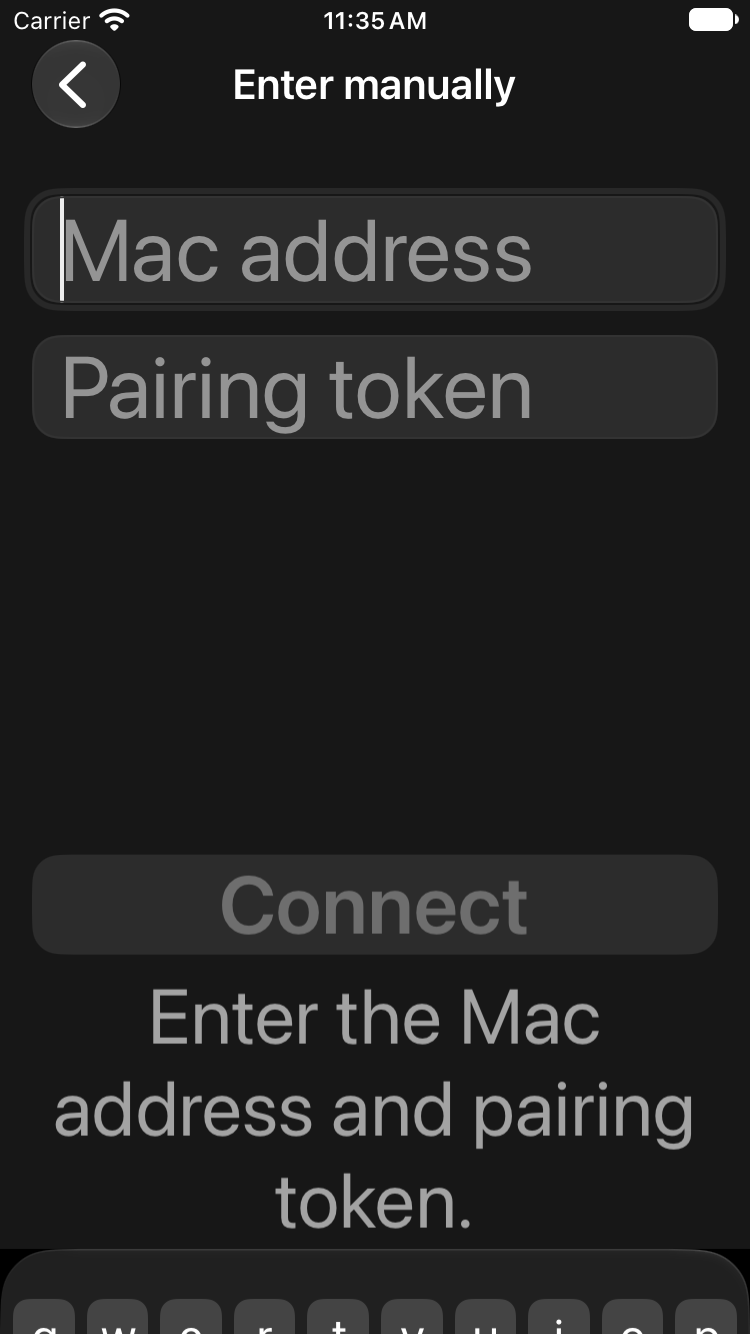 Carrier 11:35 AM
Enter manually
Mac address
Pairing token
Connect
Enter the Mac
address and pairing
token.
q w e r t y u i o p